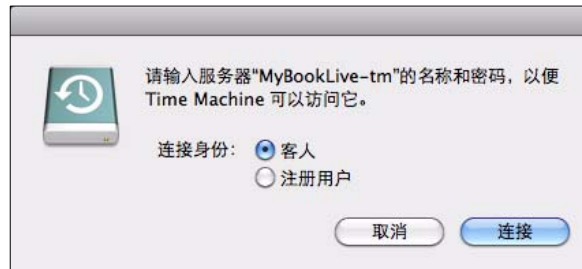 请输入服务器“MyBookLive-tm”的名称和密码，以便
Time Machine 可以访问它。
连接身份：
客人
注册用户
取消
连接